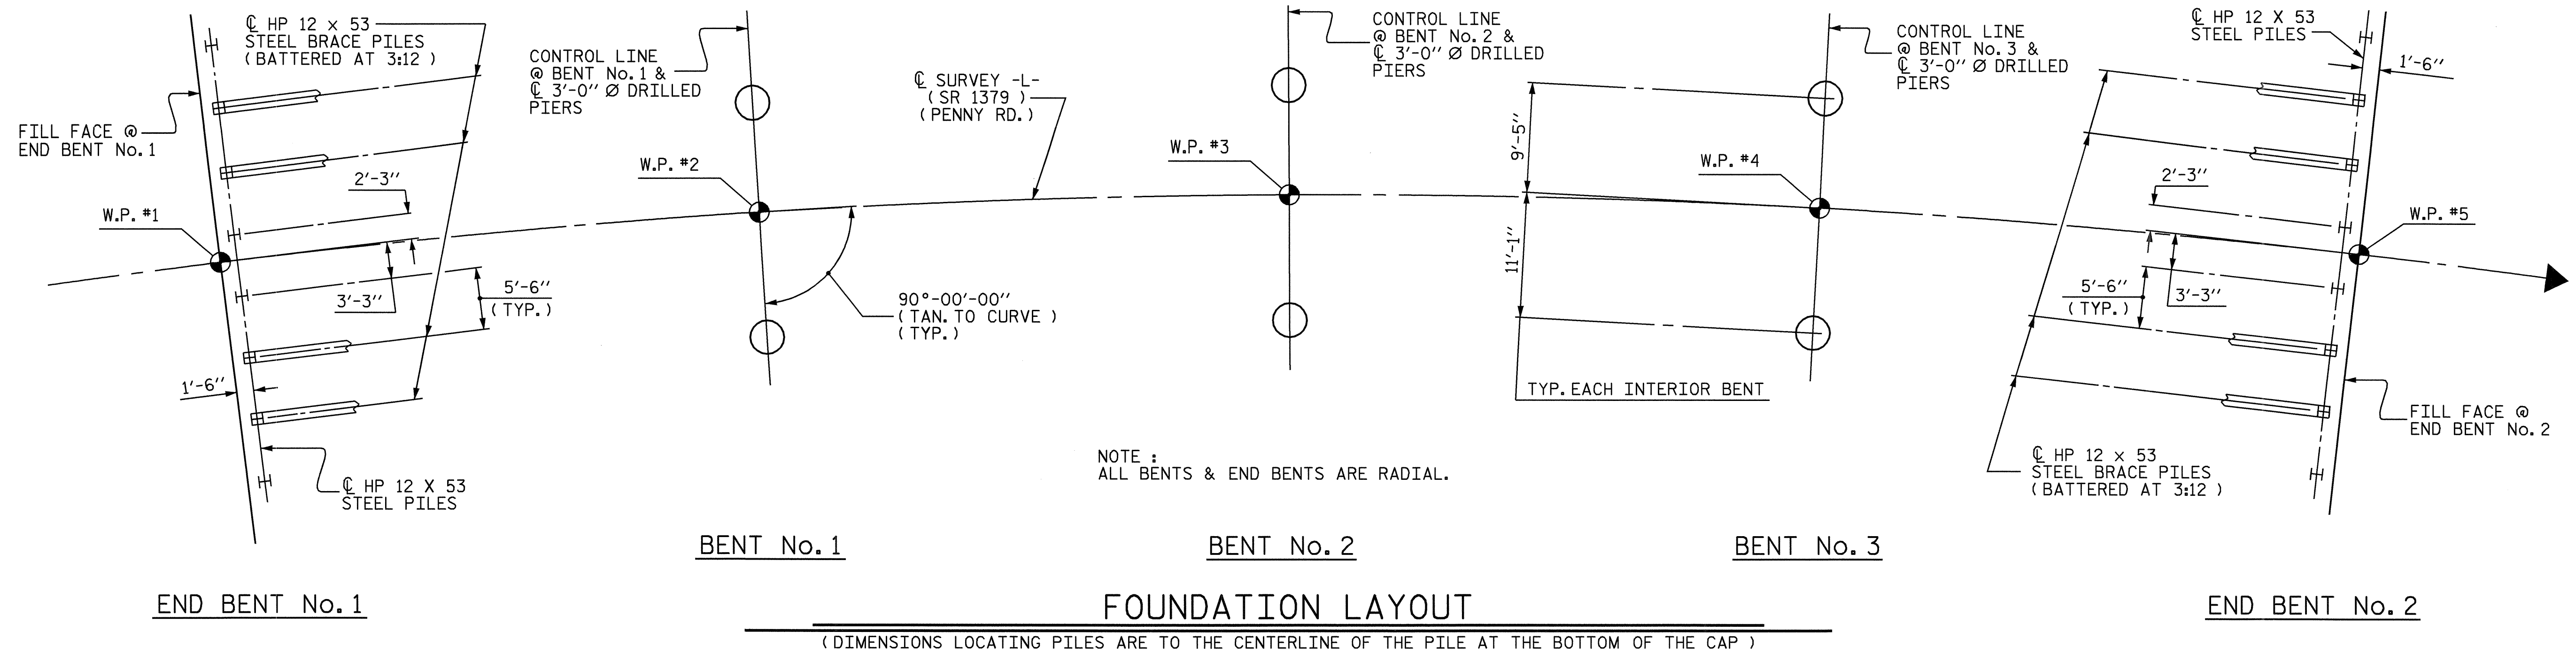 ℄ HP 12 x 53
STEEL BRACE PILES
(BATTERED AT 3:12)
FILL FACE @
END BENT No. 1
W.P. #1
2'-3"
3'-3"
5'-6"
(TYP.)
1'-6"
℄ HP 12 X 53
STEEL PILES
END BENT No. 1
CONTROL LINE
@ BENT No. 1 &
℄ 3'-0" Ø DRILLED
PIERS
W.P. #2
90°-00'-00"
(TAN. TO CURVE)
(TYP.)
BENT No. 1
℄ SURVEY -L-
(SR 1379)
(PENNY RD.)
CONTROL LINE
@ BENT No. 2 &
℄ 3'-0" Ø DRILLED
PIERS
W.P. #3
NOTE :
ALL BENTS & END BENTS ARE RADIAL.
BENT No. 2
CONTROL LINE
@ BENT No. 3 &
℄ 3'-0" Ø DRILLED
PIERS
9'-5"
11'-1"
W.P. #4
TYP. EACH INTERIOR BENT
BENT No. 3
℄ HP 12 X 53
STEEL PILES
1'-6"
2'-3"
W.P. #5
5'-6"
(TYP.)
3'-3"
FILL FACE @
END BENT No. 2
℄ HP 12 x 53
STEEL BRACE PILES
(BATTERED AT 3:12)
END BENT No. 2
FOUNDATION LAYOUT
(DIMENSIONS LOCATING PILES ARE TO THE CENTERLINE OF THE PILE AT THE BOTTOM OF THE CAP)